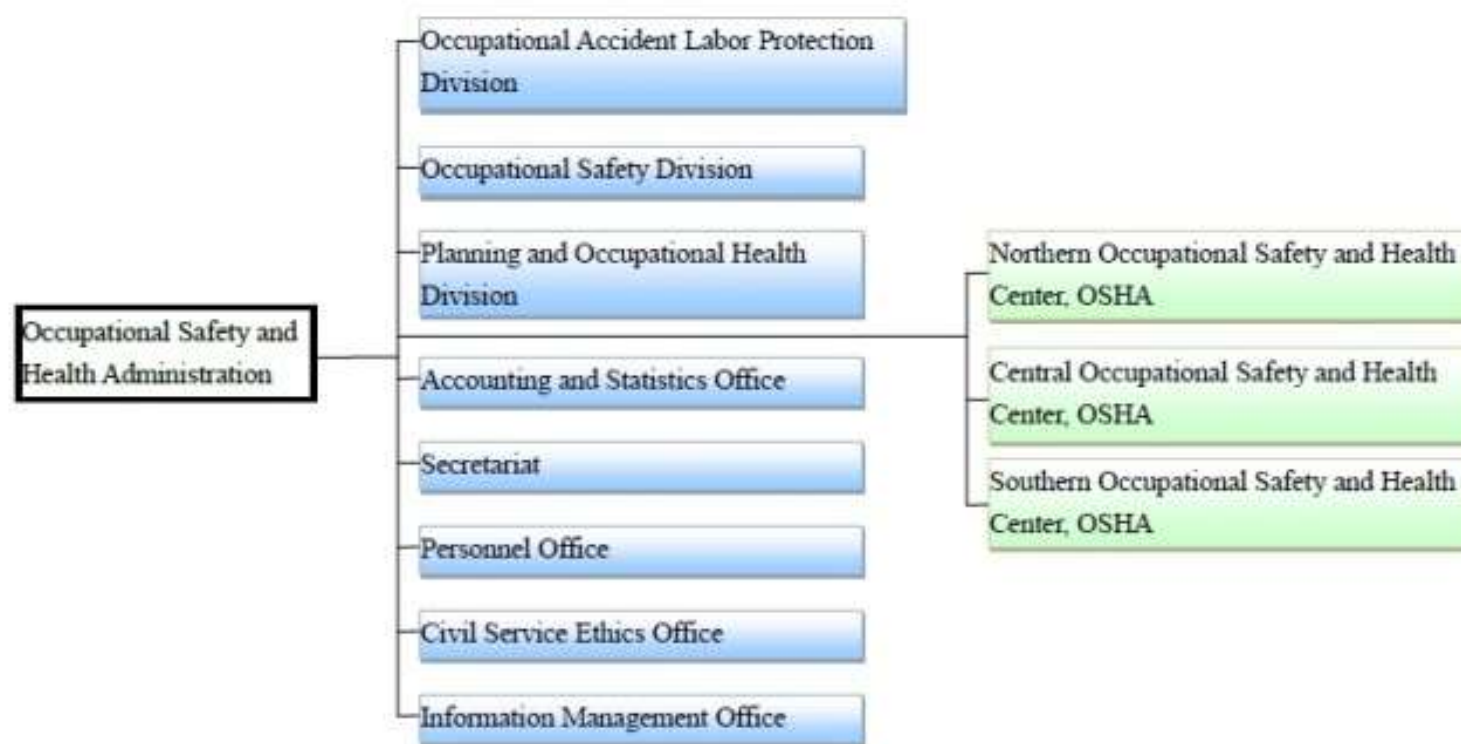 Occupational Safety and
Health Administration
Occupational Accident Labor Protection
Division
Occupational Safety Division
Planning and Occupational Health
Division
Accounting and Statistics Office
Secretariat
Personnel Office
Civil Service Ethics Office
Information Management Office
Northern Occupational Safety and Health
Center, OSHA
Central Occupational Safety and Health
Center, OSHA
Southern Occupational Safety and Health
Center, OSHA